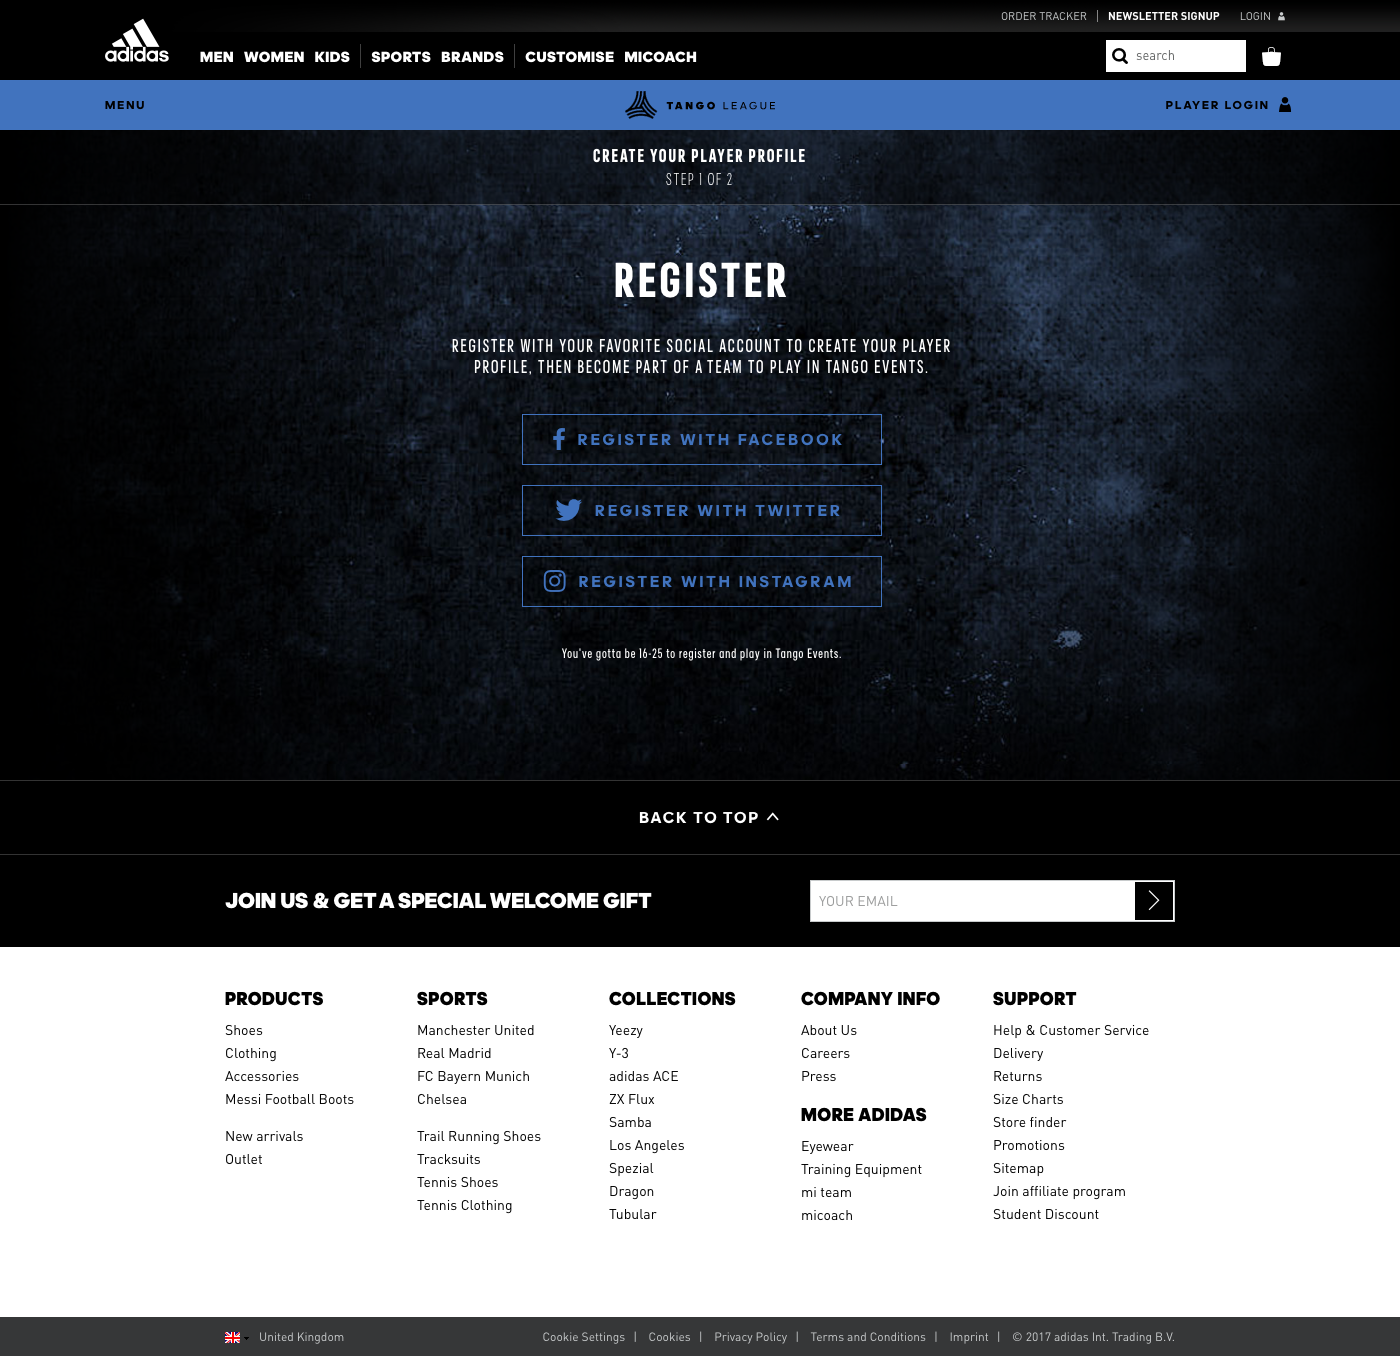 ORDER TRACKER | NEWSLETTER SIGNUP LOGIN
adidas
MEN WOMEN KIDS SPORTS BRANDS CUSTOMISE MICOACH
search
MENU
TANGO LEAGUE
PLAYER LOGIN
CREATE YOUR PLAYER PROFILE
STEP 1 OF 2
REGISTER
REGISTER WITH YOUR FAVORITE SOCIAL ACCOUNT TO CREATE YOUR PLAYER
PROFILE, THEN BECOME PART OF A TEAM TO PLAY IN TANGO EVENTS.
REGISTER WITH FACEBOOK
REGISTER WITH TWITTER
REGISTER WITH INSTAGRAM
You've gotta be 16-25 to register and play in Tango Events.
BACK TO TOP
JOIN US & GET A SPECIAL WELCOME GIFT
YOUR EMAIL
PRODUCTS
Shoes
Clothing
Accessories
Messi Football Boots
New arrivals
Outlet
SPORTS
Manchester United
Real Madrid
FC Bayern Munich
Chelsea
Trail Running Shoes
Tracksuits
Tennis Shoes
Tennis Clothing
COLLECTIONS
Yeezy
Y-3
adidas ACE
ZX Flux
Samba
Los Angeles
Spezial
Dragon
Tubular
COMPANY INFO
About Us
Careers
Press
MORE ADIDAS
Eyewear
Training Equipment
mi team
micoach
SUPPORT
Help & Customer Service
Delivery
Returns
Size Charts
Store finder
Promotions
Sitemap
Join affiliate program
Student Discount
United Kingdom
Cookie Settings | Cookies | Privacy Policy | Terms and Conditions | Imprint | © 2017 adidas Int. Trading B.V.